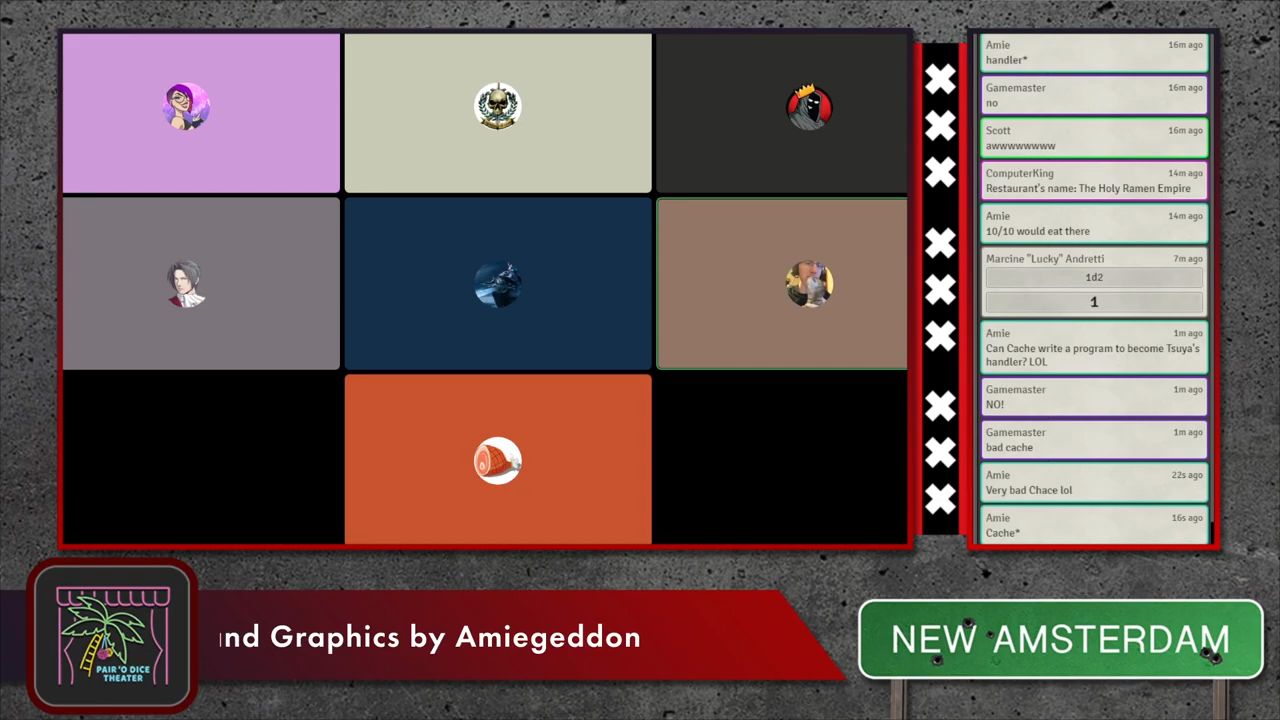 Amie 16m ago
handler*
Gamemaster 16m ago
no
Scott 16m ago
awwwwwwww
ComputerKing 14m ago
Restaurant's name: The Holy Ramen Empire
Amie 14m ago
10/10 would eat there
Marcine "Lucky" Andretti 7m ago
1d2
1
Amie 1m ago
Can Cache write a program to become Tsuya's
handler? LOL
Gamemaster 1m ago
NO!
Gamemaster 1m ago
bad cache
Amie 22s ago
Very bad Chace lol
Amie 16s ago
Cache*
PAIR'O DICE
THEATER
and Graphics by Amiegeddon
NEW AMSTERDAM